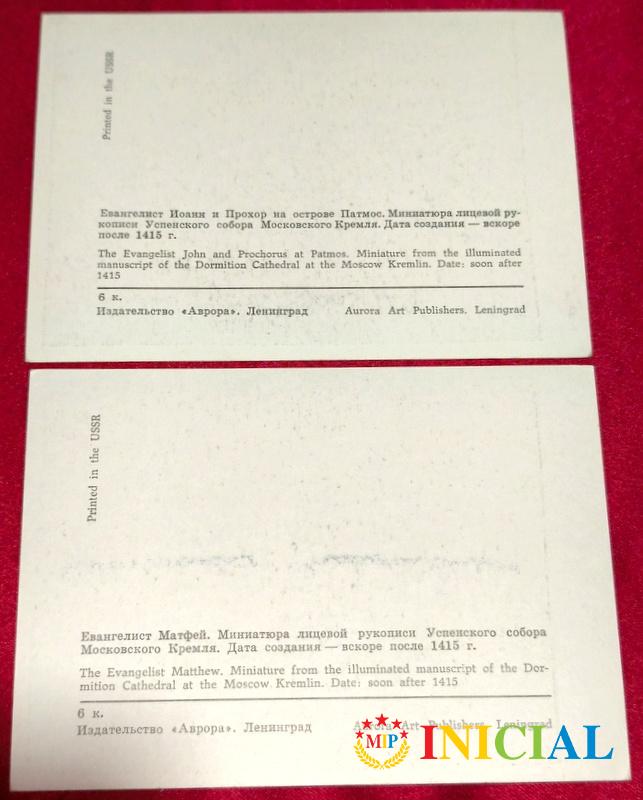 Printed in the USSR
Евангелист Иоанн и Прохор на острове Патмос. Миниатюра лицевой ру-
кописи Успенского собора Московского Кремля. Дата создания — вскоре
после 1415 г.
The Evangelist John and Prochorus at Patmos. Miniature from the illuminated
manuscript of the Dormition Cathedral at the Moscow Kremlin. Date: soon after
1415
6 к.
Издательство «Аврора». Ленинград Aurora Art Publishers. Leningrad
Printed in the USSR
Евангелист Матфей. Миниатюра лицевой рукописи Успенского собора
Московского Кремля. Дата создания — вскоре после 1415 г.
The Evangelist Matthew. Miniature from the illuminated manuscript of the Dor-
mition Cathedral at the Moscow Kremlin. Date: soon after 1415
6 к.
Издательство «Аврора». Ленинград Aurora Art Publishers. Leningrad
MIP INICIAL